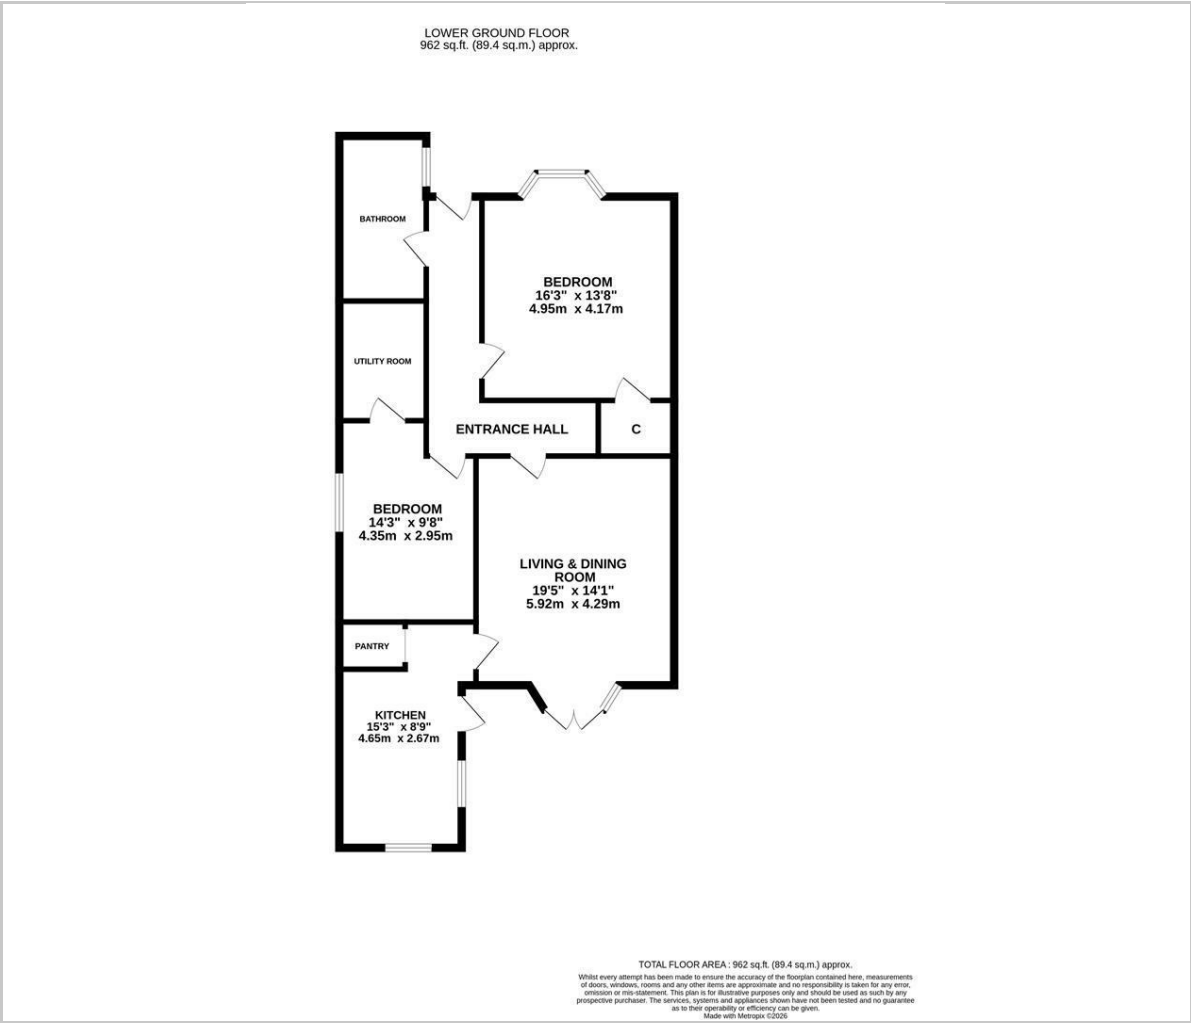 LOWER GROUND FLOOR
962 sq.ft. (89.4 sq.m.) approx.
BATHROOM
BEDROOM
16'3" x 13'8"
4.95m x 4.17m
UTILITY ROOM
ENTRANCE HALL
C
BEDROOM
14'3" x 9'8"
4.35m x 2.95m
LIVING & DINING
ROOM
19'5" x 14'1"
5.92m x 4.29m
PANTRY
KITCHEN
15'3" x 8'9"
4.65m x 2.67m
TOTAL FLOOR AREA : 962 sq.ft. (89.4 sq.m.) approx.
Whilst every attempt has been made to ensure the accuracy of the floorplan contained here, measurements
of doors, windows, rooms and any other items are approximate and no responsibility is taken for any error,
omission or mis-statement. This plan is for illustrative purposes only and should be used as such by any
prospective purchaser. The services, systems and appliances shown have not been tested and no guarantee
as to their operability or efficiency can be given.
Made with Metropix ©2026